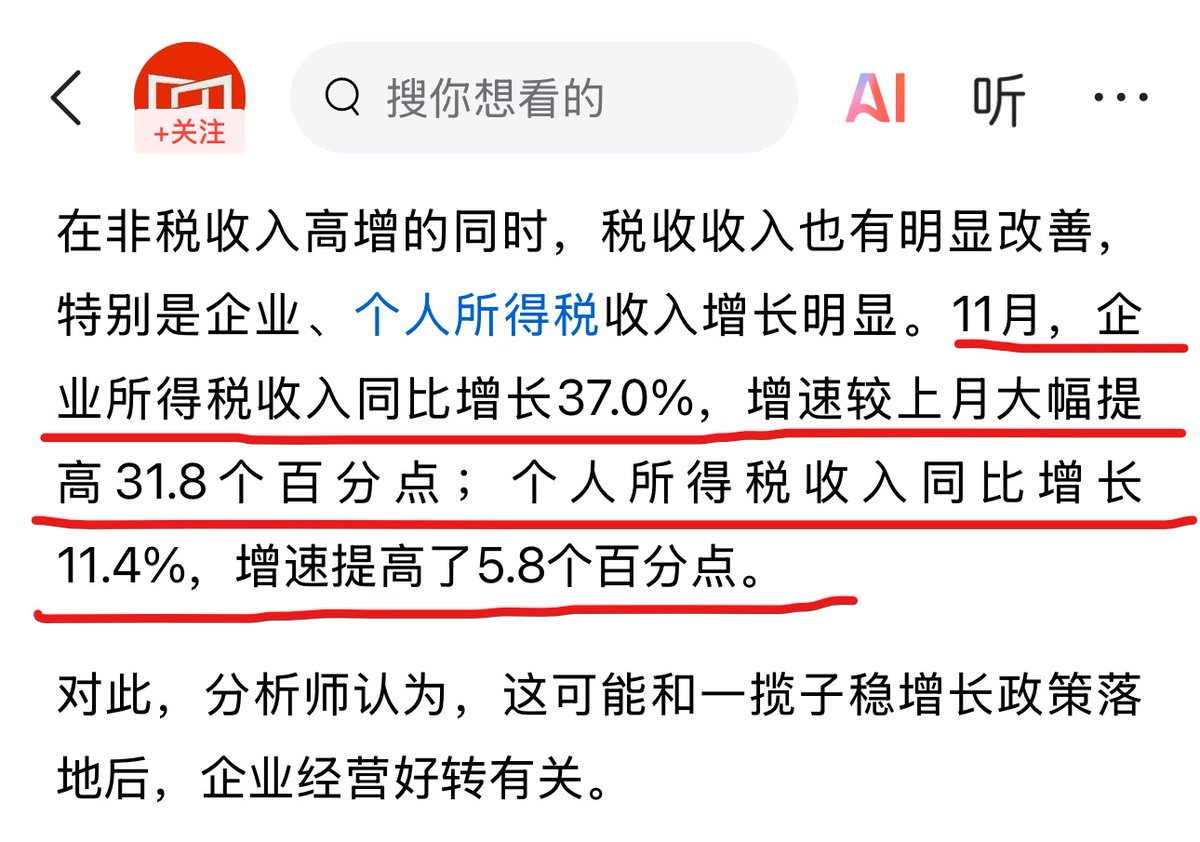 +关注
搜你想看的
AI
听
在非税收入高增的同时，税收收入也有明显改善，
特别是企业、个人所得税收入增长明显。11月，企
业所得税收入同比增长37.0%，增速较上月大幅提
高31.8个百分点；个人所得税收入同比增长
11.4%，增速提高了5.8个百分点。
对此，分析师认为，这可能和一揽子稳增长政策落
地后，企业经营好转有关。